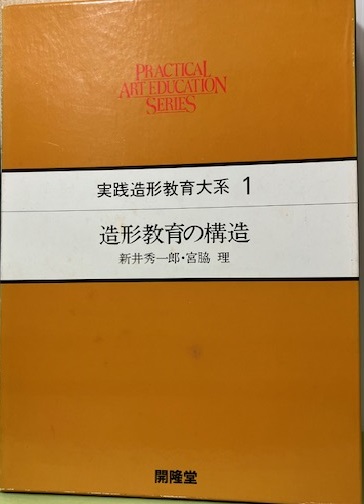 PRACTICAL
ART EDUCATION
SERIES
実践造形教育大系 1
造形教育の構造
新井秀一郎・宮脇 理
開隆堂